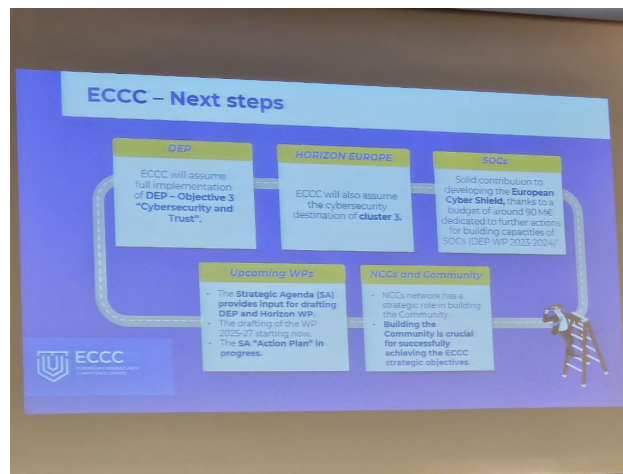 ECCC – Next steps
DEP
ECCC will assume
full implementation
of DEP – Objective 3
"Cybersecurity and
Trust".
HORIZON EUROPE
ECCC will also assume
the cybersecurity
destination of cluster 3.
SOCs
Solid contribution to
developing the European
Cyber Shield, thanks to a
budget of around 90 M€
dedicated to further actions
for building capacities of
SOCs (DEP WP 2023-2024)".
Upcoming WPs
• The Strategic Agenda (SA)
provides input for drafting
DEP and Horizon WP.
• The drafting of the WP
2025-27 starting now.
• The SA "Action Plan" in
progress.
NCCs and Community
• NCCs network has a
strategic role in building
the Community.
• Building the
Community is crucial
for successfully
achieving the ECCC
strategic objectives.
ECCC
EUROPEAN CYBERSECURITY
COMPETENCE CENTRE